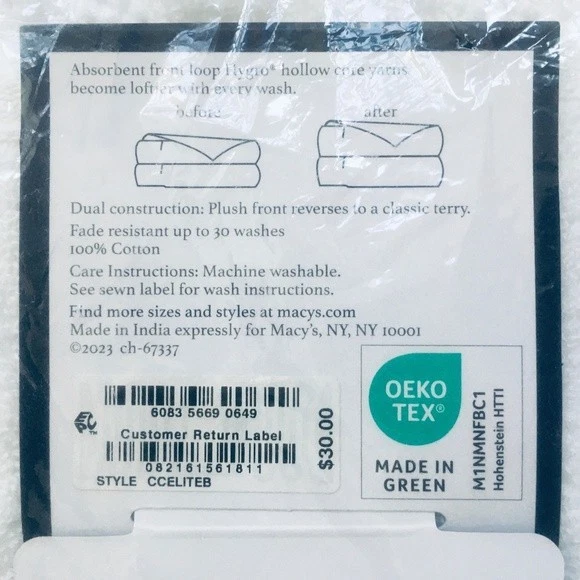 Absorbent front loop Hygro® hollow core yarns
become loftier with every wash.
before after
Dual construction: Plush front reverses to a classic terry.
Fade resistant up to 30 washes
100% Cotton
Care Instructions: Machine washable.
See sewn label for wash instructions.
Find more sizes and styles at macys.com
Made in India expressly for Macy's, NY, NY 10001
©2023 ch-67337
6083 5669 0649
Customer Return Label
082161561811
STYLE CCELITEB
$30.00
OEKO
TEX®
MADE IN
GREEN
M1NMNFBC1
Hohenstein HTTI